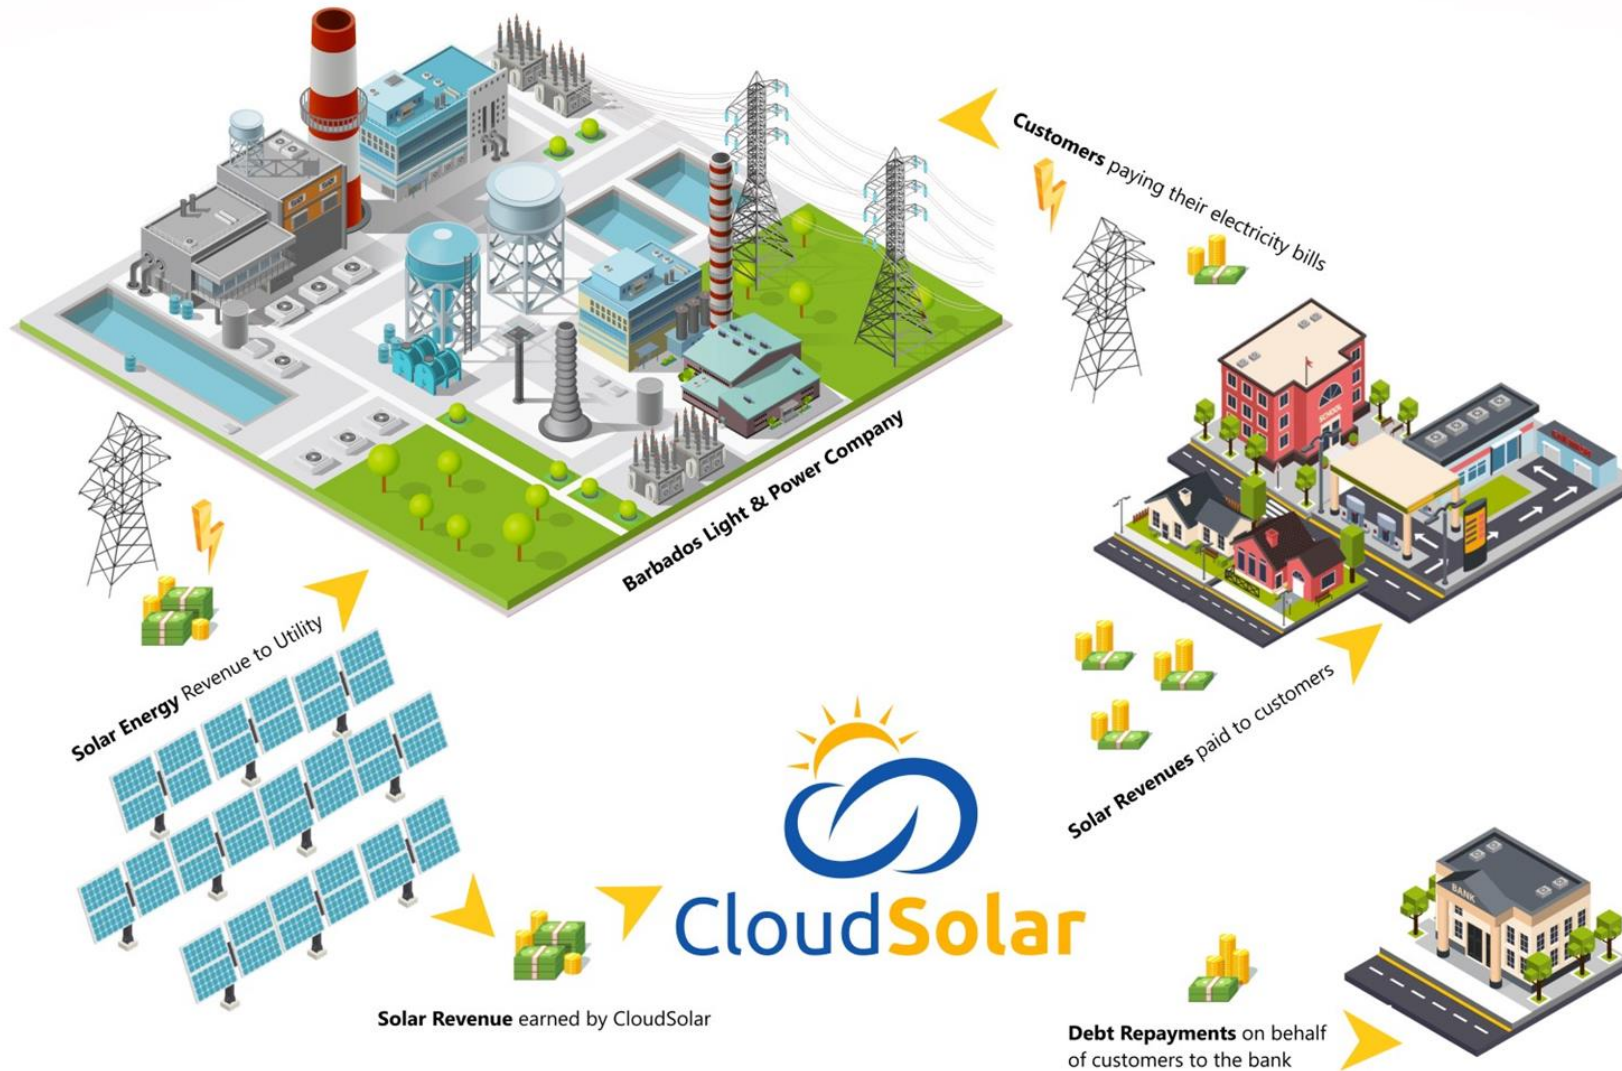 Customers paying their electricity bills
SCHOOL
Barbados Light & Power Company
Solar Energy Revenue to Utility
Solar Revenues paid to customers
CloudSolar
BANK
Solar Revenue earned by CloudSolar
Debt Repayments on behalf
of customers to the bank